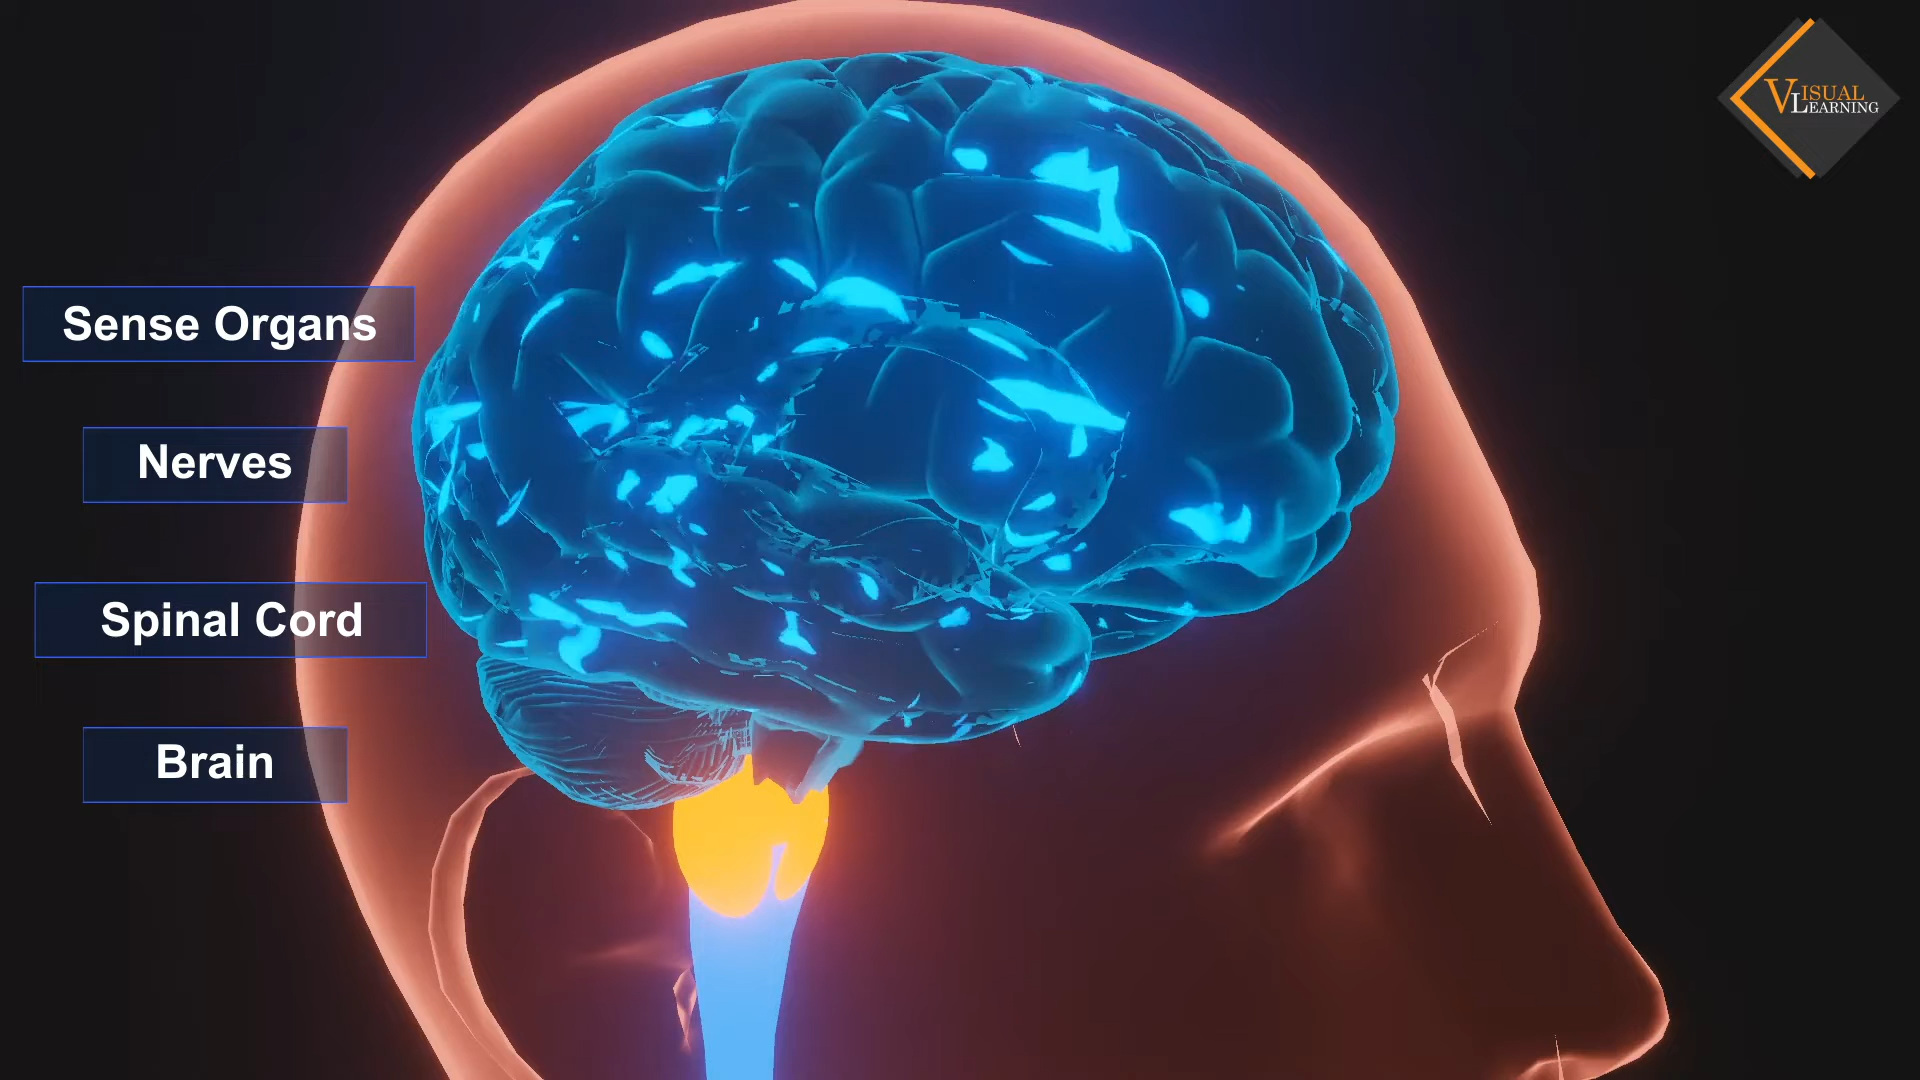 VISUAL
LEARNING
Sense Organs
Nerves
Spinal Cord
Brain